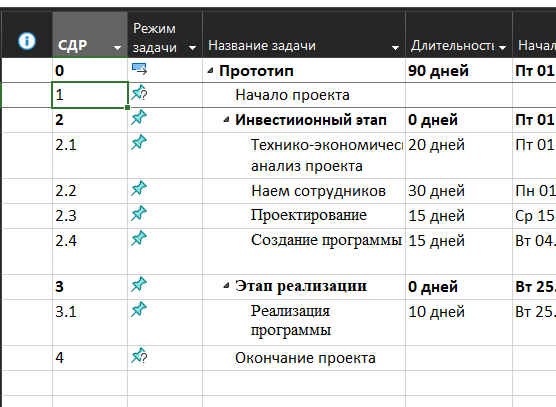 СДР Режим задачи Название задачи Длительность Начал
0 Прототип 90 дней Пт 01
1 Начало проекта
2 Инвестиионный этап 0 дней Пт 01
2.1 Технико-экономичес 20 дней Пт 01
анализ проекта
2.2 Наем сотрудников 30 дней Пн 01
2.3 Проектирование 15 дней Ср 15
2.4 Создание программы 15 дней Вт 04.
3 Этап реализации 0 дней Вт 25.
3.1 Реализация 10 дней Вт 25.
программы
4 Окончание проекта